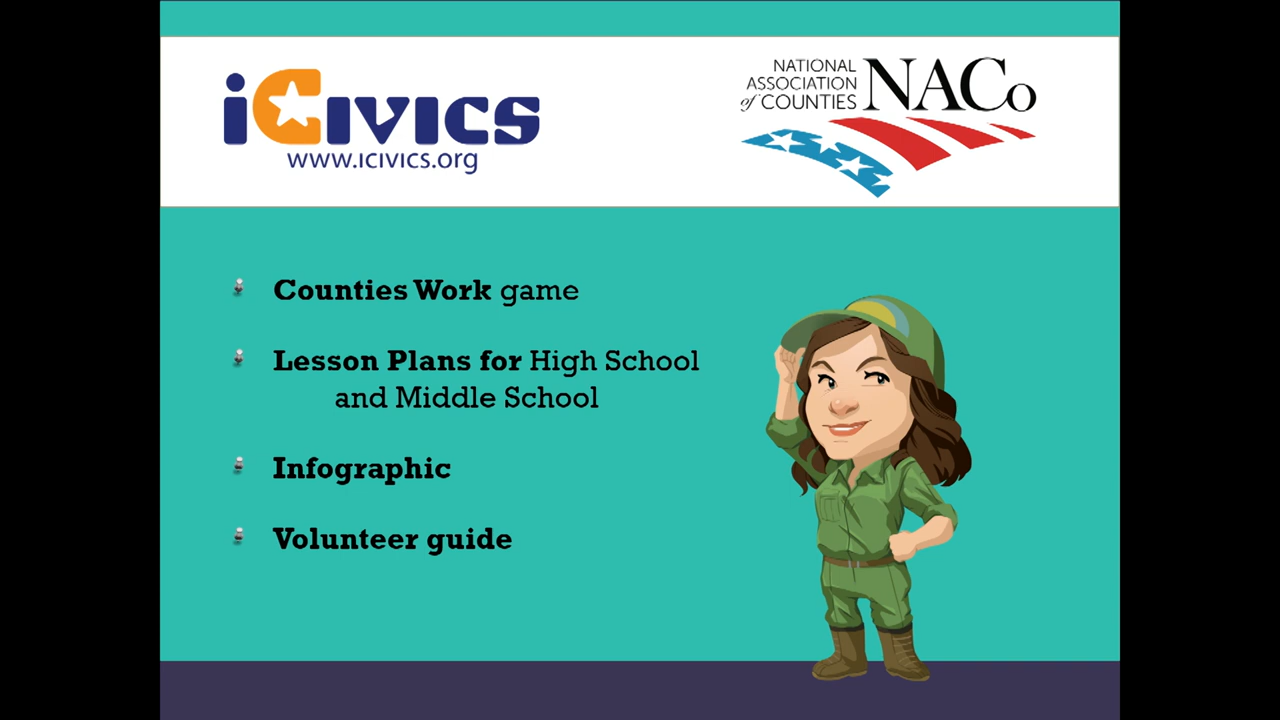 iCIVICS
www.icivics.org
NATIONAL
ASSOCIATION
of COUNTIES
NACo
Counties Work game
Lesson Plans for High School
and Middle School
Infographic
Volunteer guide